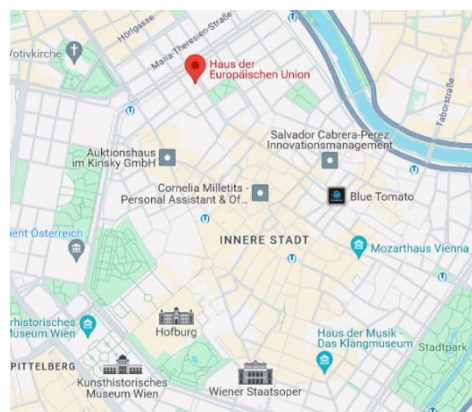 Hörlgasse
Votivkirche
Maria-Theresien-Straße
Haus der
Europäischen Union
Taborstraße
Salvador Cabrera-Perez
Innovationsmanagement
Auktionshaus
im Kinsky GmbH
Cornelia Milletits -
Personal Assistant & Of...
Blue Tomato
INNERE STADT
ent Österreich
Mozarthaus Vienna
rhistorisches
Museum Wien
Hofburg
Haus der Musik -
Das Klangmuseum
Stadtpark
PITTELBERG
Kunsthistorisches
Museum Wien
Wiener Staatsoper